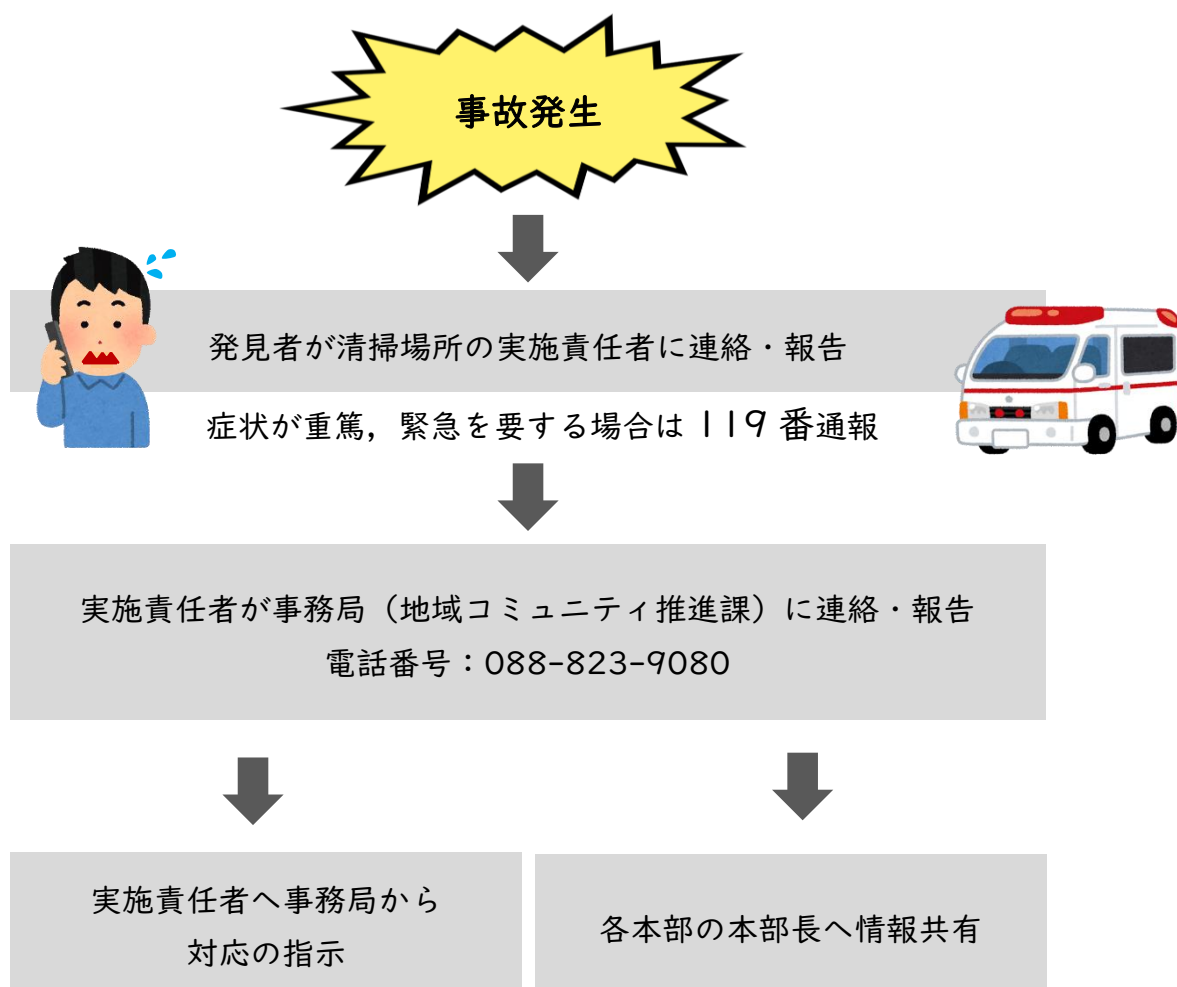 事故発生
発見者が清掃場所の実施責任者に連絡・報告
症状が重篤，緊急を要する場合は 119 番通報
実施責任者が事務局（地域コミュニティ推進課）に連絡・報告
電話番号：088-823-9080
実施責任者へ事務局から
対応の指示
各本部の本部長へ情報共有